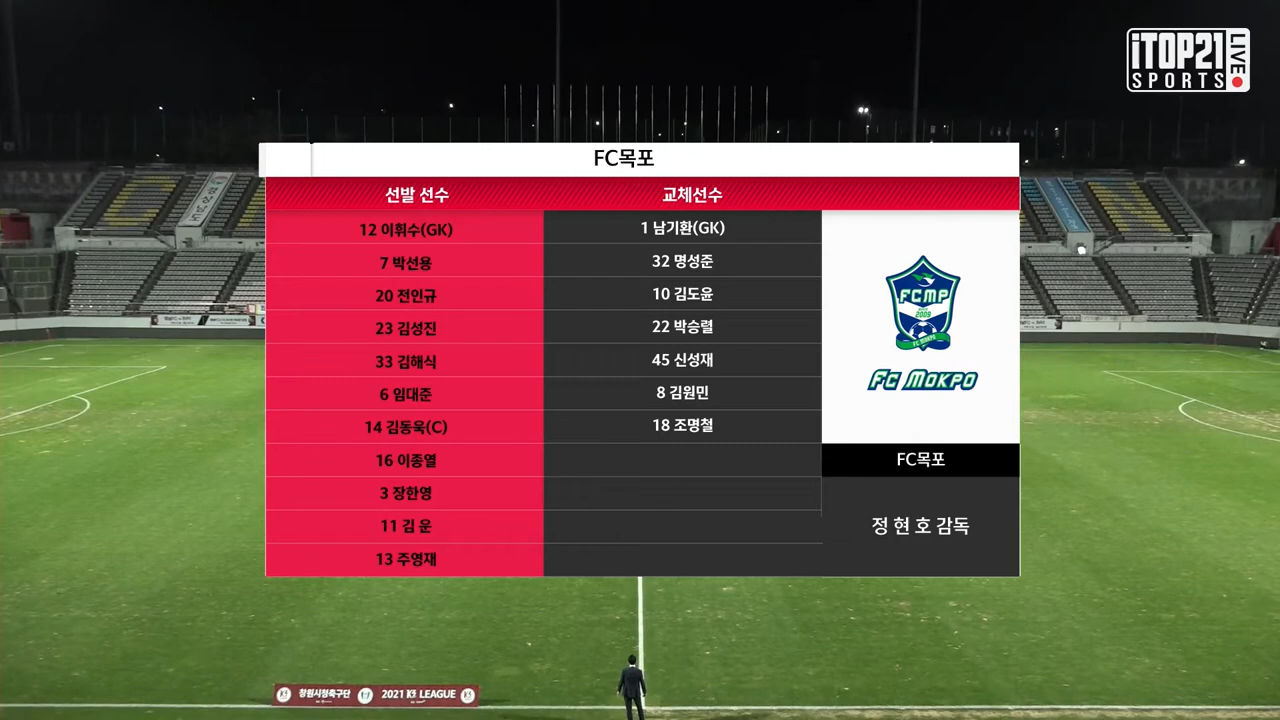 iTOP21
SPORTS
LIVE
FC목포
선발 선수
교체선수
12 이휘수(GK)
1 남기환(GK)
7 박선용
32 명성준
20 전인규
10 김도윤
23 김성진
22 박승렬
33 김해식
45 신성재
6 임대준
8 김원민
14 김동욱(C)
18 조명철
16 이종열
3 장한영
11 김 운
13 주영재
FCMP
2009
FC MOKPO
FC MOKPO
FC목포
정 현 호 감독
창원시청축구단
2021 K3 LEAGUE